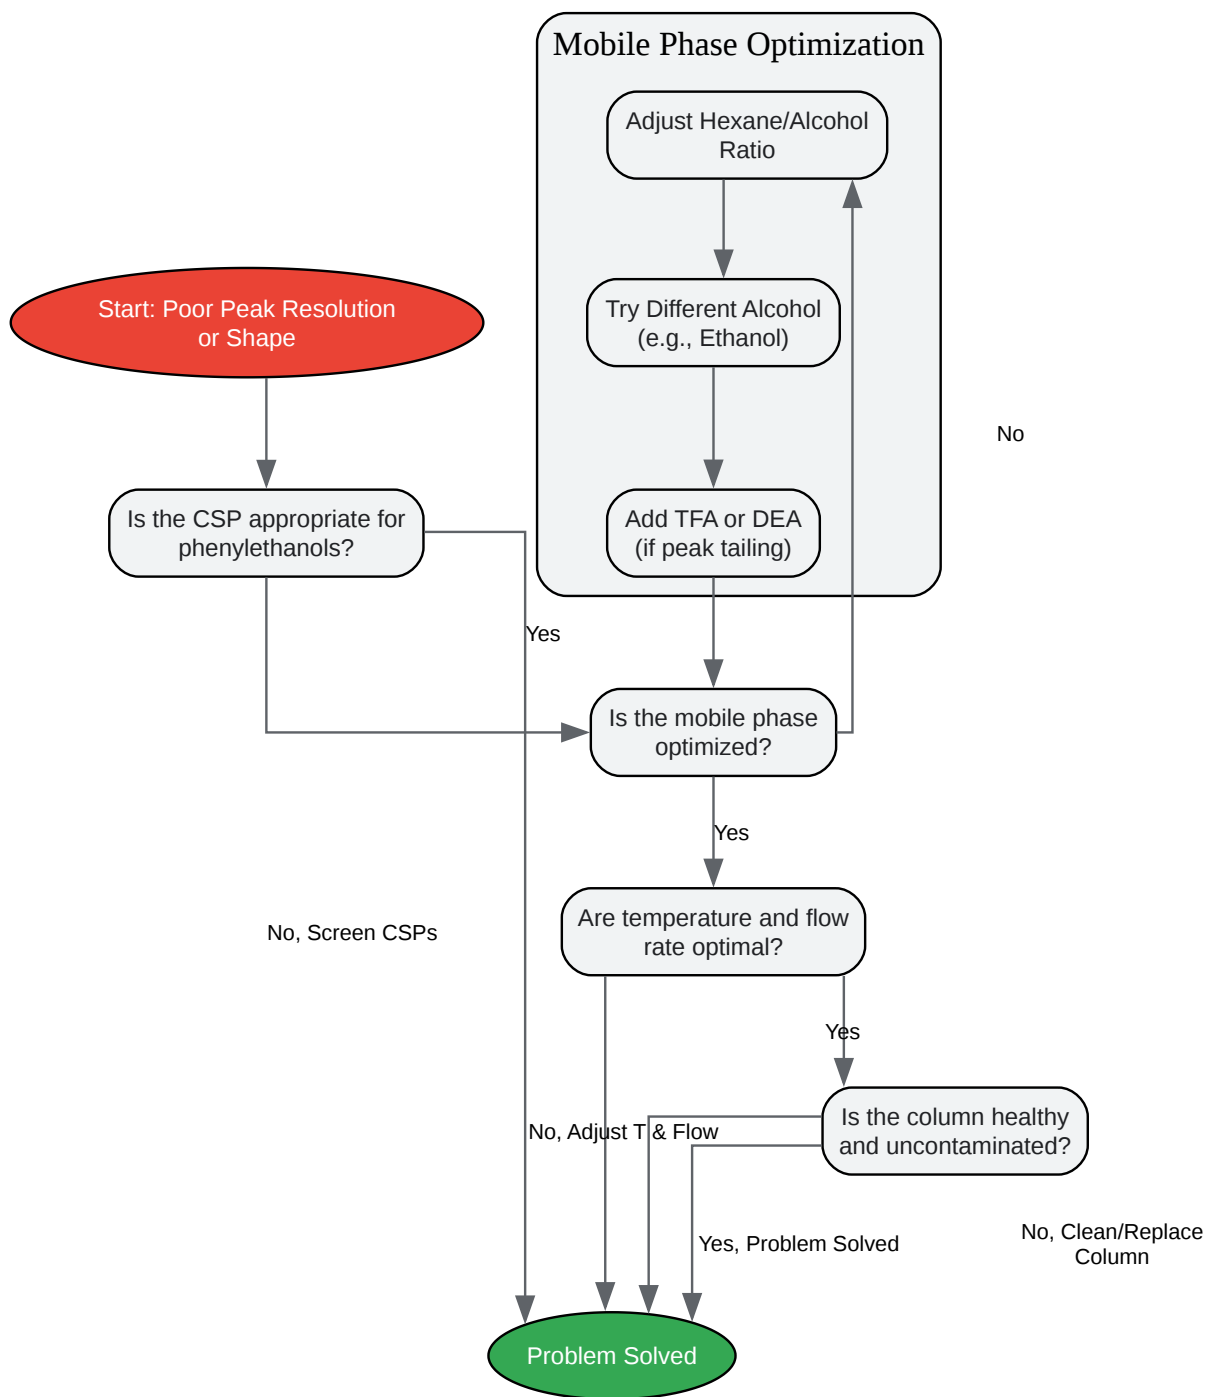 Mobile Phase Optimization
Adjust Hexane/Alcohol
Ratio
Start: Poor Peak Resolution
or Shape
Try Different Alcohol
(e.g., Ethanol)
No
Is the CSP appropriate for
phenylethanols?
Add TFA or DEA
(if peak tailing)
Yes
Is the mobile phase
optimized?
Yes
No, Screen CSPs
Are temperature and flow
rate optimal?
Yes
Is the column healthy
and uncontaminated?
No, Adjust T & Flow
Yes, Problem Solved
No, Clean/Replace
Column
Problem Solved